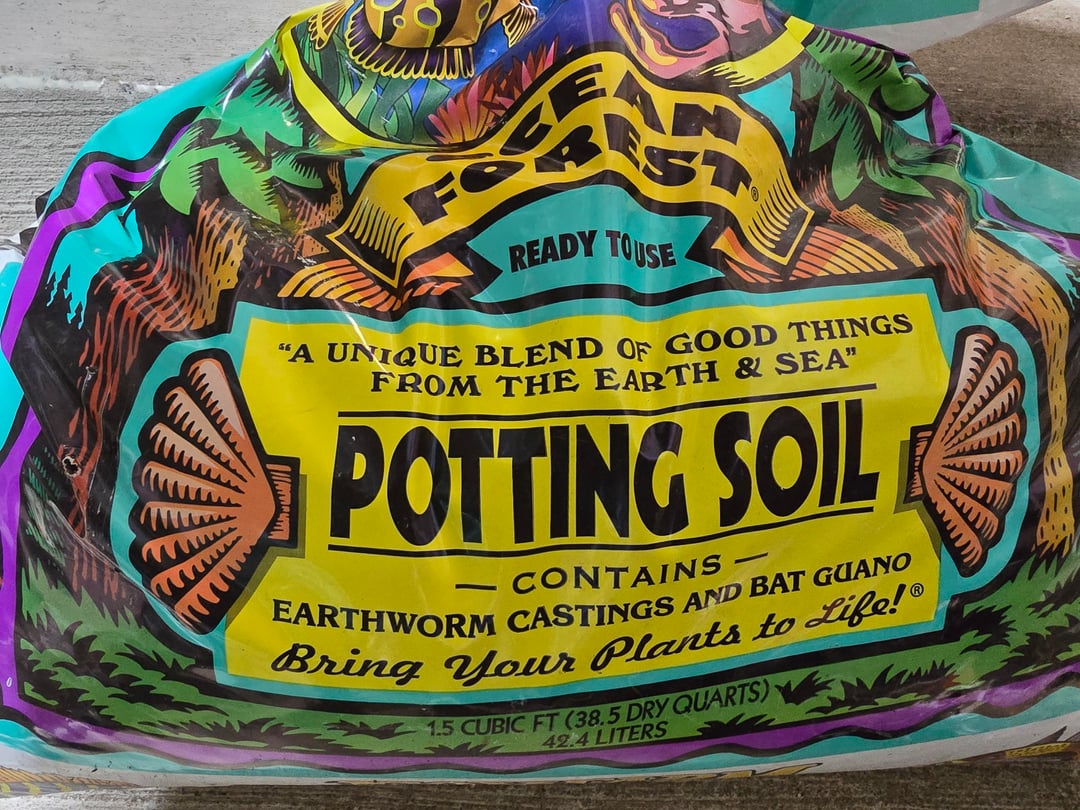 OCEAN
FOREST®
READY TO USE
“A UNIQUE BLEND OF GOOD THINGS
FROM THE EARTH & SEA”
POTTING SOIL
— CONTAINS —
EARTHWORM CASTINGS AND BAT GUANO
Bring Your Plants to Life!®
1.5 CUBIC FT (38.5 DRY QUARTS)
42.4 LITERS